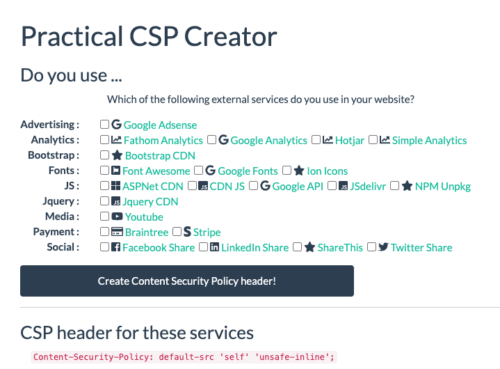 Practical CSP Creator
Do you use ...
Which of the following external services do you use in your website?
Advertising : Google Adsense
Analytics : Fathom Analytics Google Analytics Hotjar Simple Analytics
Bootstrap : Bootstrap CDN
Fonts : Font Awesome Google Fonts Ion Icons
JS : ASPNet CDN CDN JS Google API JSdelivr NPM Unpkg
Jquery : Jquery CDN
Media : Youtube
Payment : Braintree Stripe
Social : Facebook Share LinkedIn Share ShareThis Twitter Share
Create Content Security Policy header!
CSP header for these services
Content-Security-Policy: default-src 'self' 'unsafe-inline';